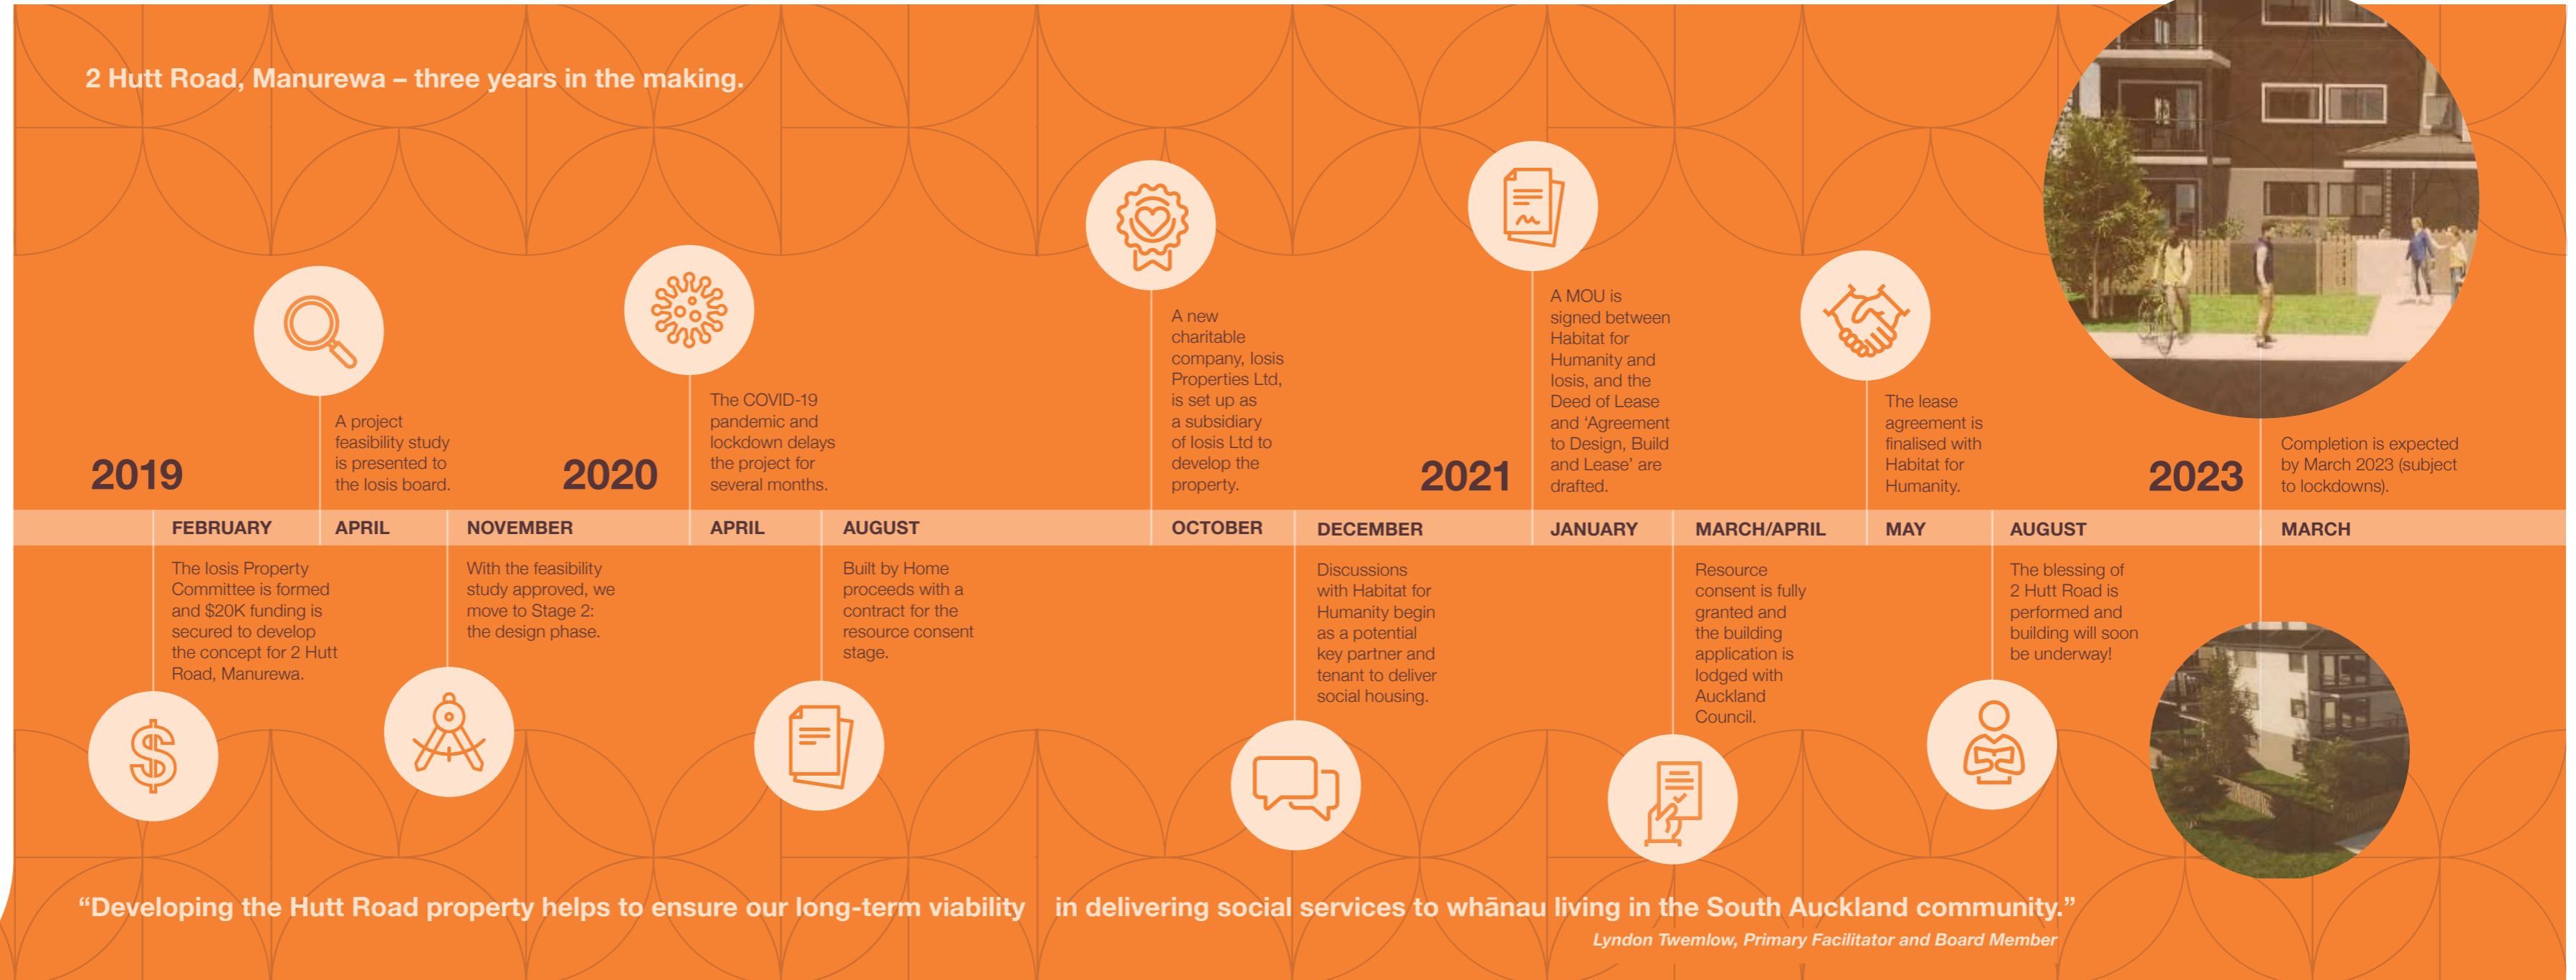 2 Hutt Road, Manurewa – three years in the making.
2019
FEBRUARY
The Iosis Property
Committee is formed
and $20K funding is
secured to develop
the concept for 2 Hutt
Road, Manurewa.
A project
feasibility study
is presented to
the Iosis board.
APRIL
NOVEMBER
With the feasibility
study approved, we
move to Stage 2:
the design phase.
2020
The COVID-19
pandemic and
lockdown delays
the project for
several months.
APRIL
AUGUST
Built by Home
proceeds with a
contract for the
resource consent
stage.
A new
charitable
company, Iosis
Properties Ltd,
is set up as
a subsidiary
of Iosis Ltd to
develop the
property.
OCTOBER
DECEMBER
Discussions
with Habitat for
Humanity begin
as a potential
key partner and
tenant to deliver
social housing.
2021
A MOU is
signed between
Habitat for
Humanity and
Iosis, and the
Deed of Lease
and ‘Agreement
to Design, Build
and Lease’ are
drafted.
JANUARY
MARCH/APRIL
Resource
consent is fully
granted and
the building
application is
lodged with
Auckland
Council.
The lease
agreement is
finalised with
Habitat for
Humanity.
MAY
AUGUST
The blessing of
2 Hutt Road is
performed and
building will soon
be underway!
2023
Completion is expected
by March 2023 (subject
to lockdowns).
MARCH
“Developing the Hutt Road property helps to ensure our long-term viability in delivering social services to whānau living in the South Auckland community.”
Lyndon Twemlow, Primary Facilitator and Board Member